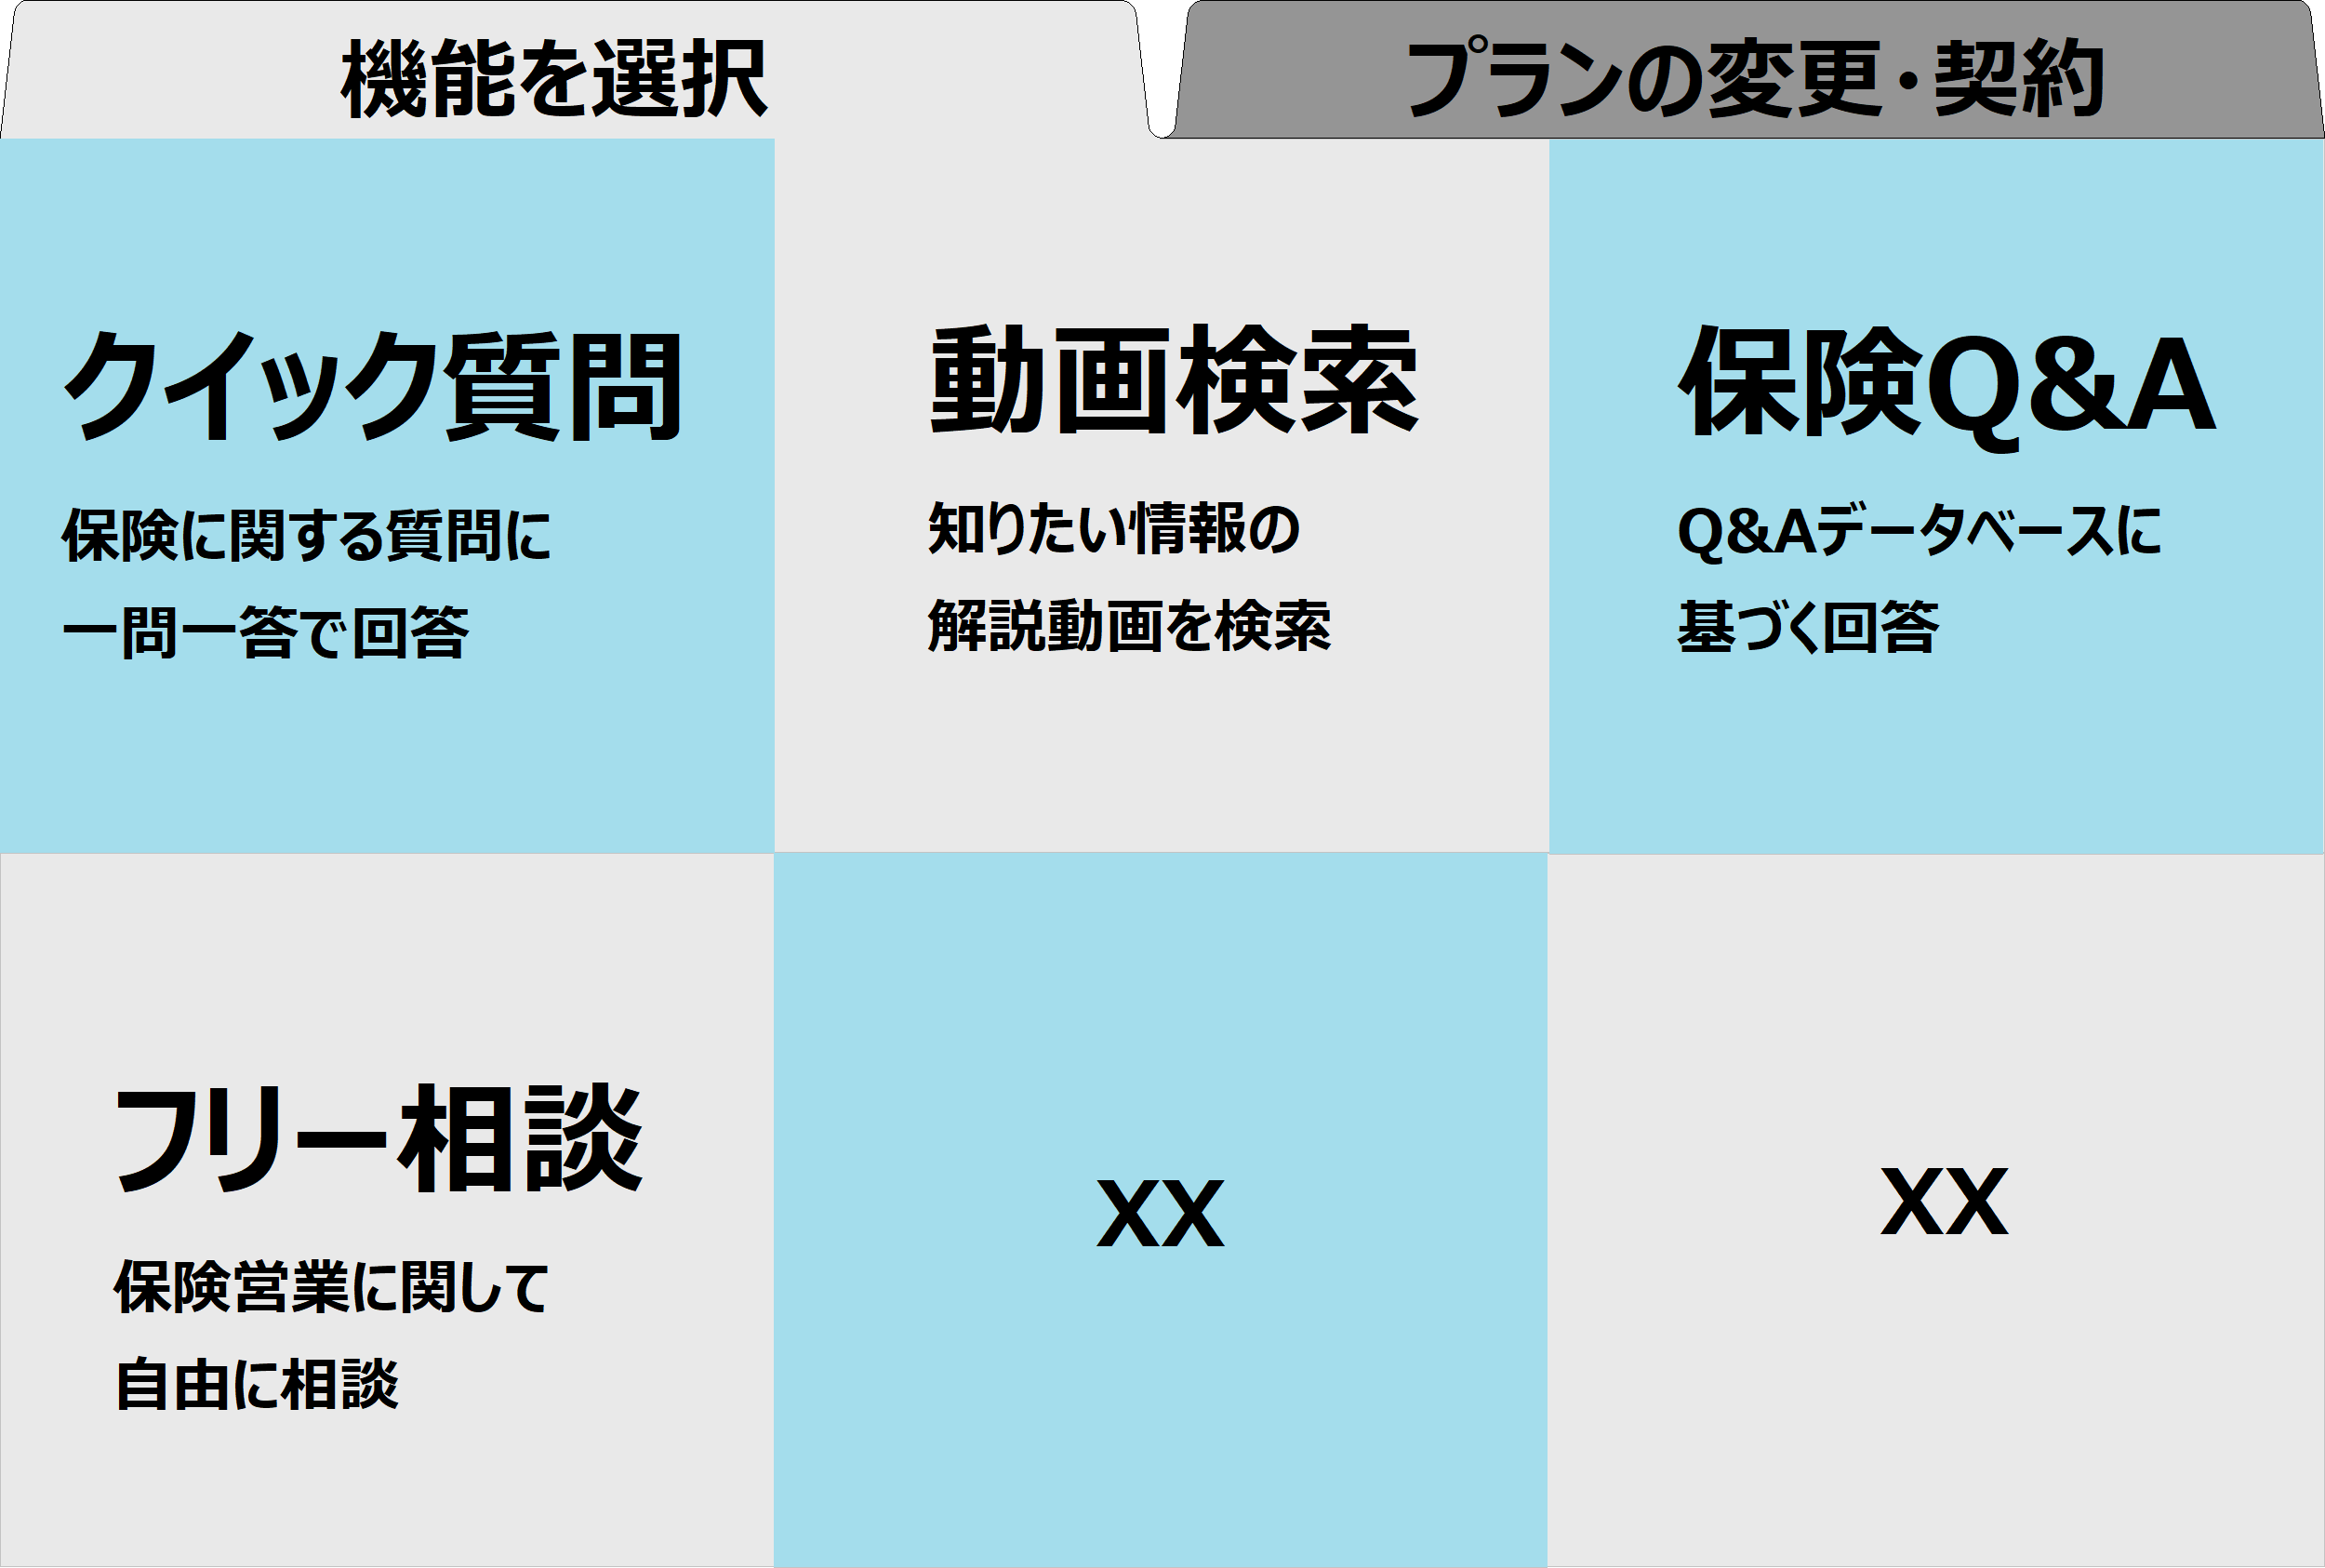 機能を選択
プランの変更・契約
クイック質問
保険に関する質問に
一問一答で回答
動画検索
知りたい情報の
解説動画を検索
保険Q&A
Q&Aデータベースに
基づく回答
フリー相談
保険営業に関して
自由に相談
XX
XX